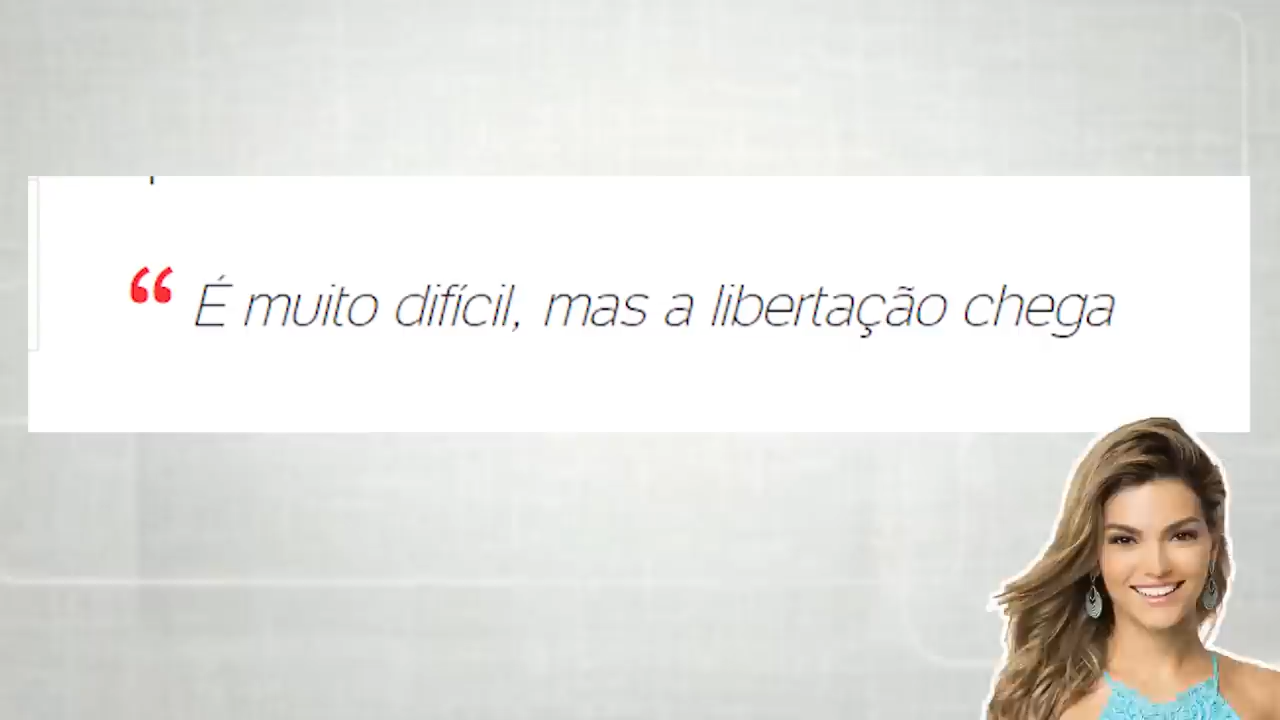 “ É muito difícil, mas a libertação chega